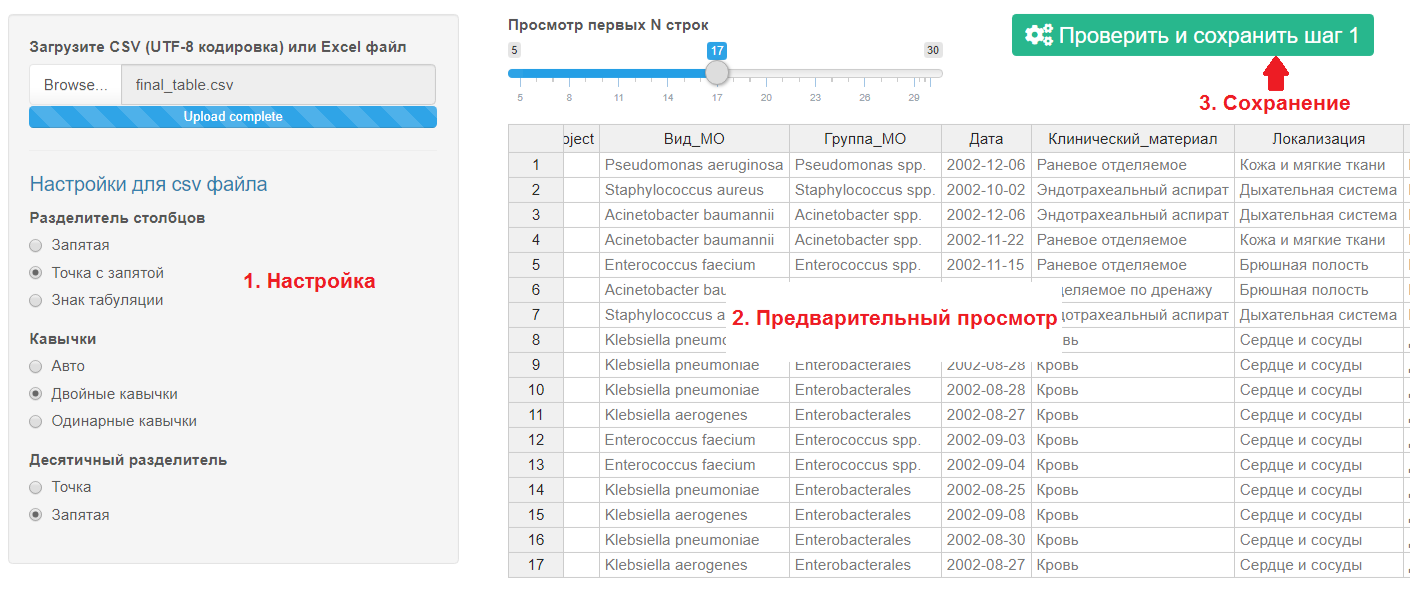 Загрузите CSV (UTF-8 кодировка) или Excel файл
Browse... final_table.csv
Upload complete
Настройки для csv файла
Разделитель столбцов
Запятая
Точка с запятой
Знак табуляции
1. Настройка
Кавычки
Авто
Двойные кавычки
Одинарные кавычки
Десятичный разделитель
Точка
Запятая
Просмотр первых N строк
5 17 30
5 8 11 14 17 20 23 26 29
Проверить и сохранить шаг 1
3. Сохранение
oject Вид_МО Группа_МО Дата Клинический_материал Локализация
1 Pseudomonas aeruginosa Pseudomonas spp. 2002-12-06 Раневое отделяемое Кожа и мягкие ткани
2 Staphylococcus aureus Staphylococcus spp. 2002-10-02 Эндотрахеальный аспират Дыхательная система
3 Acinetobacter baumannii Acinetobacter spp. 2002-12-06 Эндотрахеальный аспират Дыхательная система
4 Acinetobacter baumannii Acinetobacter spp. 2002-11-22 Раневое отделяемое Кожа и мягкие ткани
5 Enterococcus faecium Enterococcus spp. 2002-11-15 Раневое отделяемое Брюшная полость
6 Acinetobacter bau деляемое по дренажу Брюшная полость
7 Staphylococcus a дотрахеальный аспират Дыхательная система
2. Предварительный просмотр
8 Klebsiella pneumo вь Сердце и сосуды
9 Klebsiella pneumoniae Enterobacterales 2002-08-28 Кровь Сердце и сосуды
10 Klebsiella pneumoniae Enterobacterales 2002-08-28 Кровь Сердце и сосуды
11 Klebsiella aerogenes Enterobacterales 2002-08-27 Кровь Сердце и сосуды
12 Enterococcus faecium Enterococcus spp. 2002-09-03 Кровь Сердце и сосуды
13 Enterococcus faecium Enterococcus spp. 2002-09-04 Кровь Сердце и сосуды
14 Klebsiella pneumoniae Enterobacterales 2002-08-25 Кровь Сердце и сосуды
15 Klebsiella aerogenes Enterobacterales 2002-09-08 Кровь Сердце и сосуды
16 Klebsiella pneumoniae Enterobacterales 2002-08-30 Кровь Сердце и сосуды
17 Klebsiella aerogenes Enterobacterales 2002-08-27 Кровь Сердце и сосуды